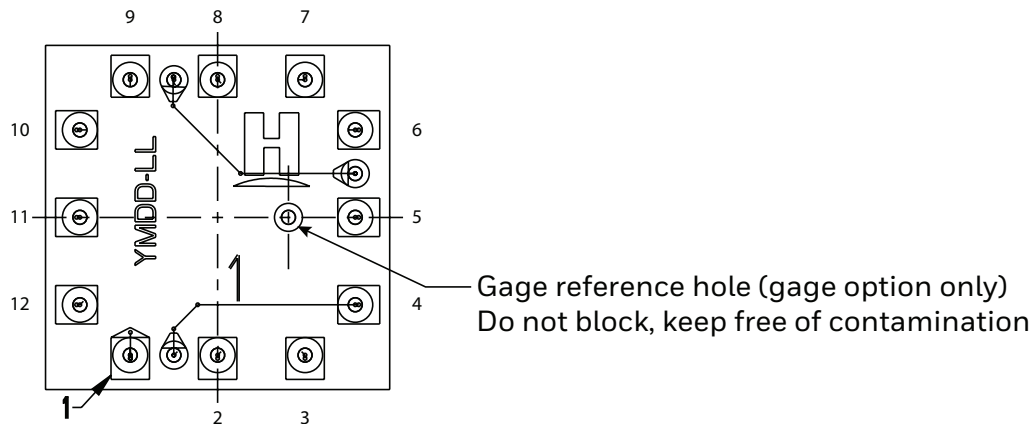 9 8 7
10 6
YMDD-LL
H
11 5
1
12 4
Gage reference hole (gage option only)
Do not block, keep free of contamination
1
2 3